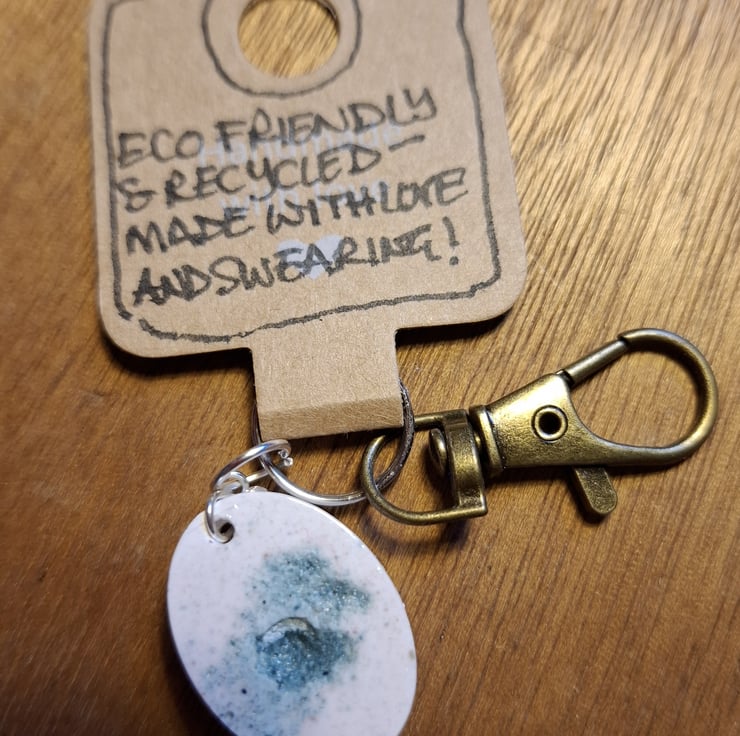 ECO FRIENDLY
& RECYCLED —
MADE WITH LOVE
AND SWEARING!